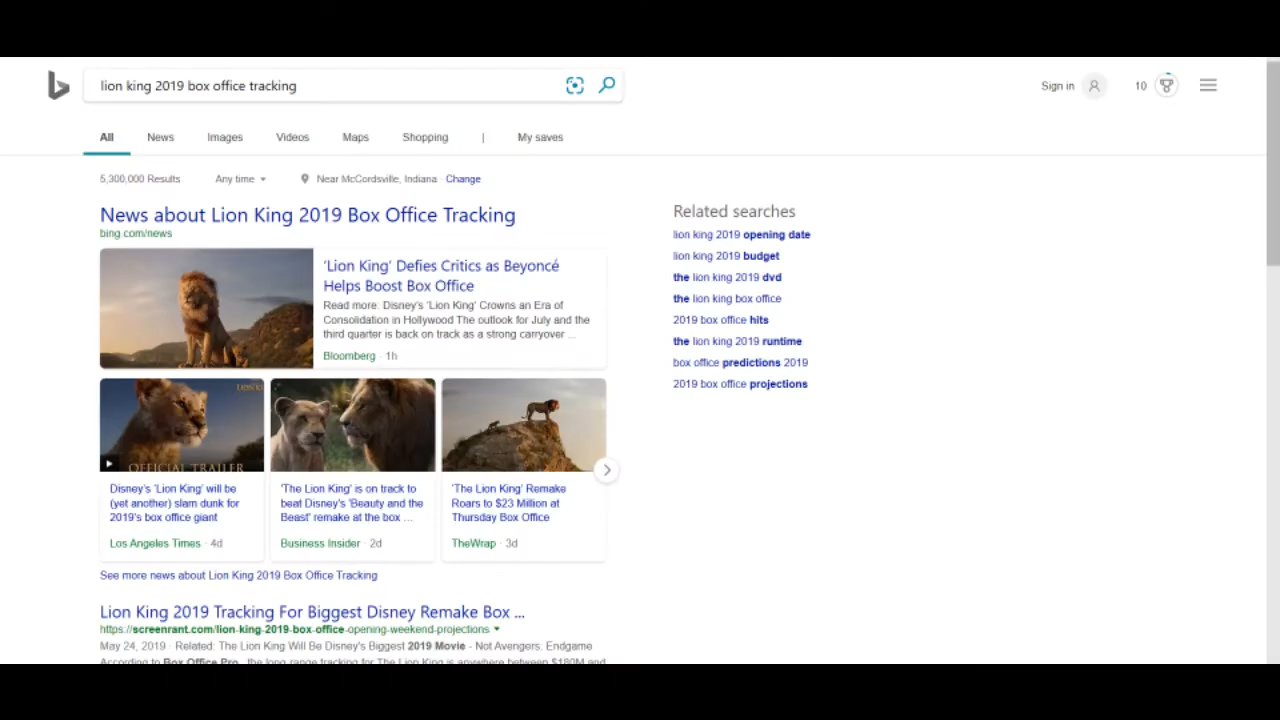 lion king 2019 box office tracking
Sign in
10
All News Images Videos Maps Shopping | My saves
5,300,000 Results Any time Near McCordsville, Indiana · Change
News about Lion King 2019 Box Office Tracking
bing.com/news
'Lion King' Defies Critics as Beyoncé
Helps Boost Box Office
Read more: Disney's 'Lion King' Crowns an Era of
Consolidation in Hollywood The outlook for July and the
third quarter is back on track as a strong carryover ...
Bloomberg · 1h
OFFICIAL TRAILER
Disney's 'Lion King' will be
(yet another) slam dunk for
2019's box office giant
Los Angeles Times · 4d
'The Lion King' is on track to
beat Disney's 'Beauty and the
Beast' remake at the box ...
Business Insider · 2d
'The Lion King' Remake
Roars to $23 Million at
Thursday Box Office
TheWrap · 3d
See more news about Lion King 2019 Box Office Tracking
Lion King 2019 Tracking For Biggest Disney Remake Box ...
https://screenrant.com/lion-king-2019-box-office-opening-weekend-projections
May 24, 2019 · Related: The Lion King Will Be Disney's Biggest 2019 Movie - Not Avengers: Endgame
According to Box Office Pro, the long-range tracking for The Lion King is anywhere between $180M and
Related searches
lion king 2019 opening date
lion king 2019 budget
the lion king 2019 dvd
the lion king box office
2019 box office hits
the lion king 2019 runtime
box office predictions 2019
2019 box office projections